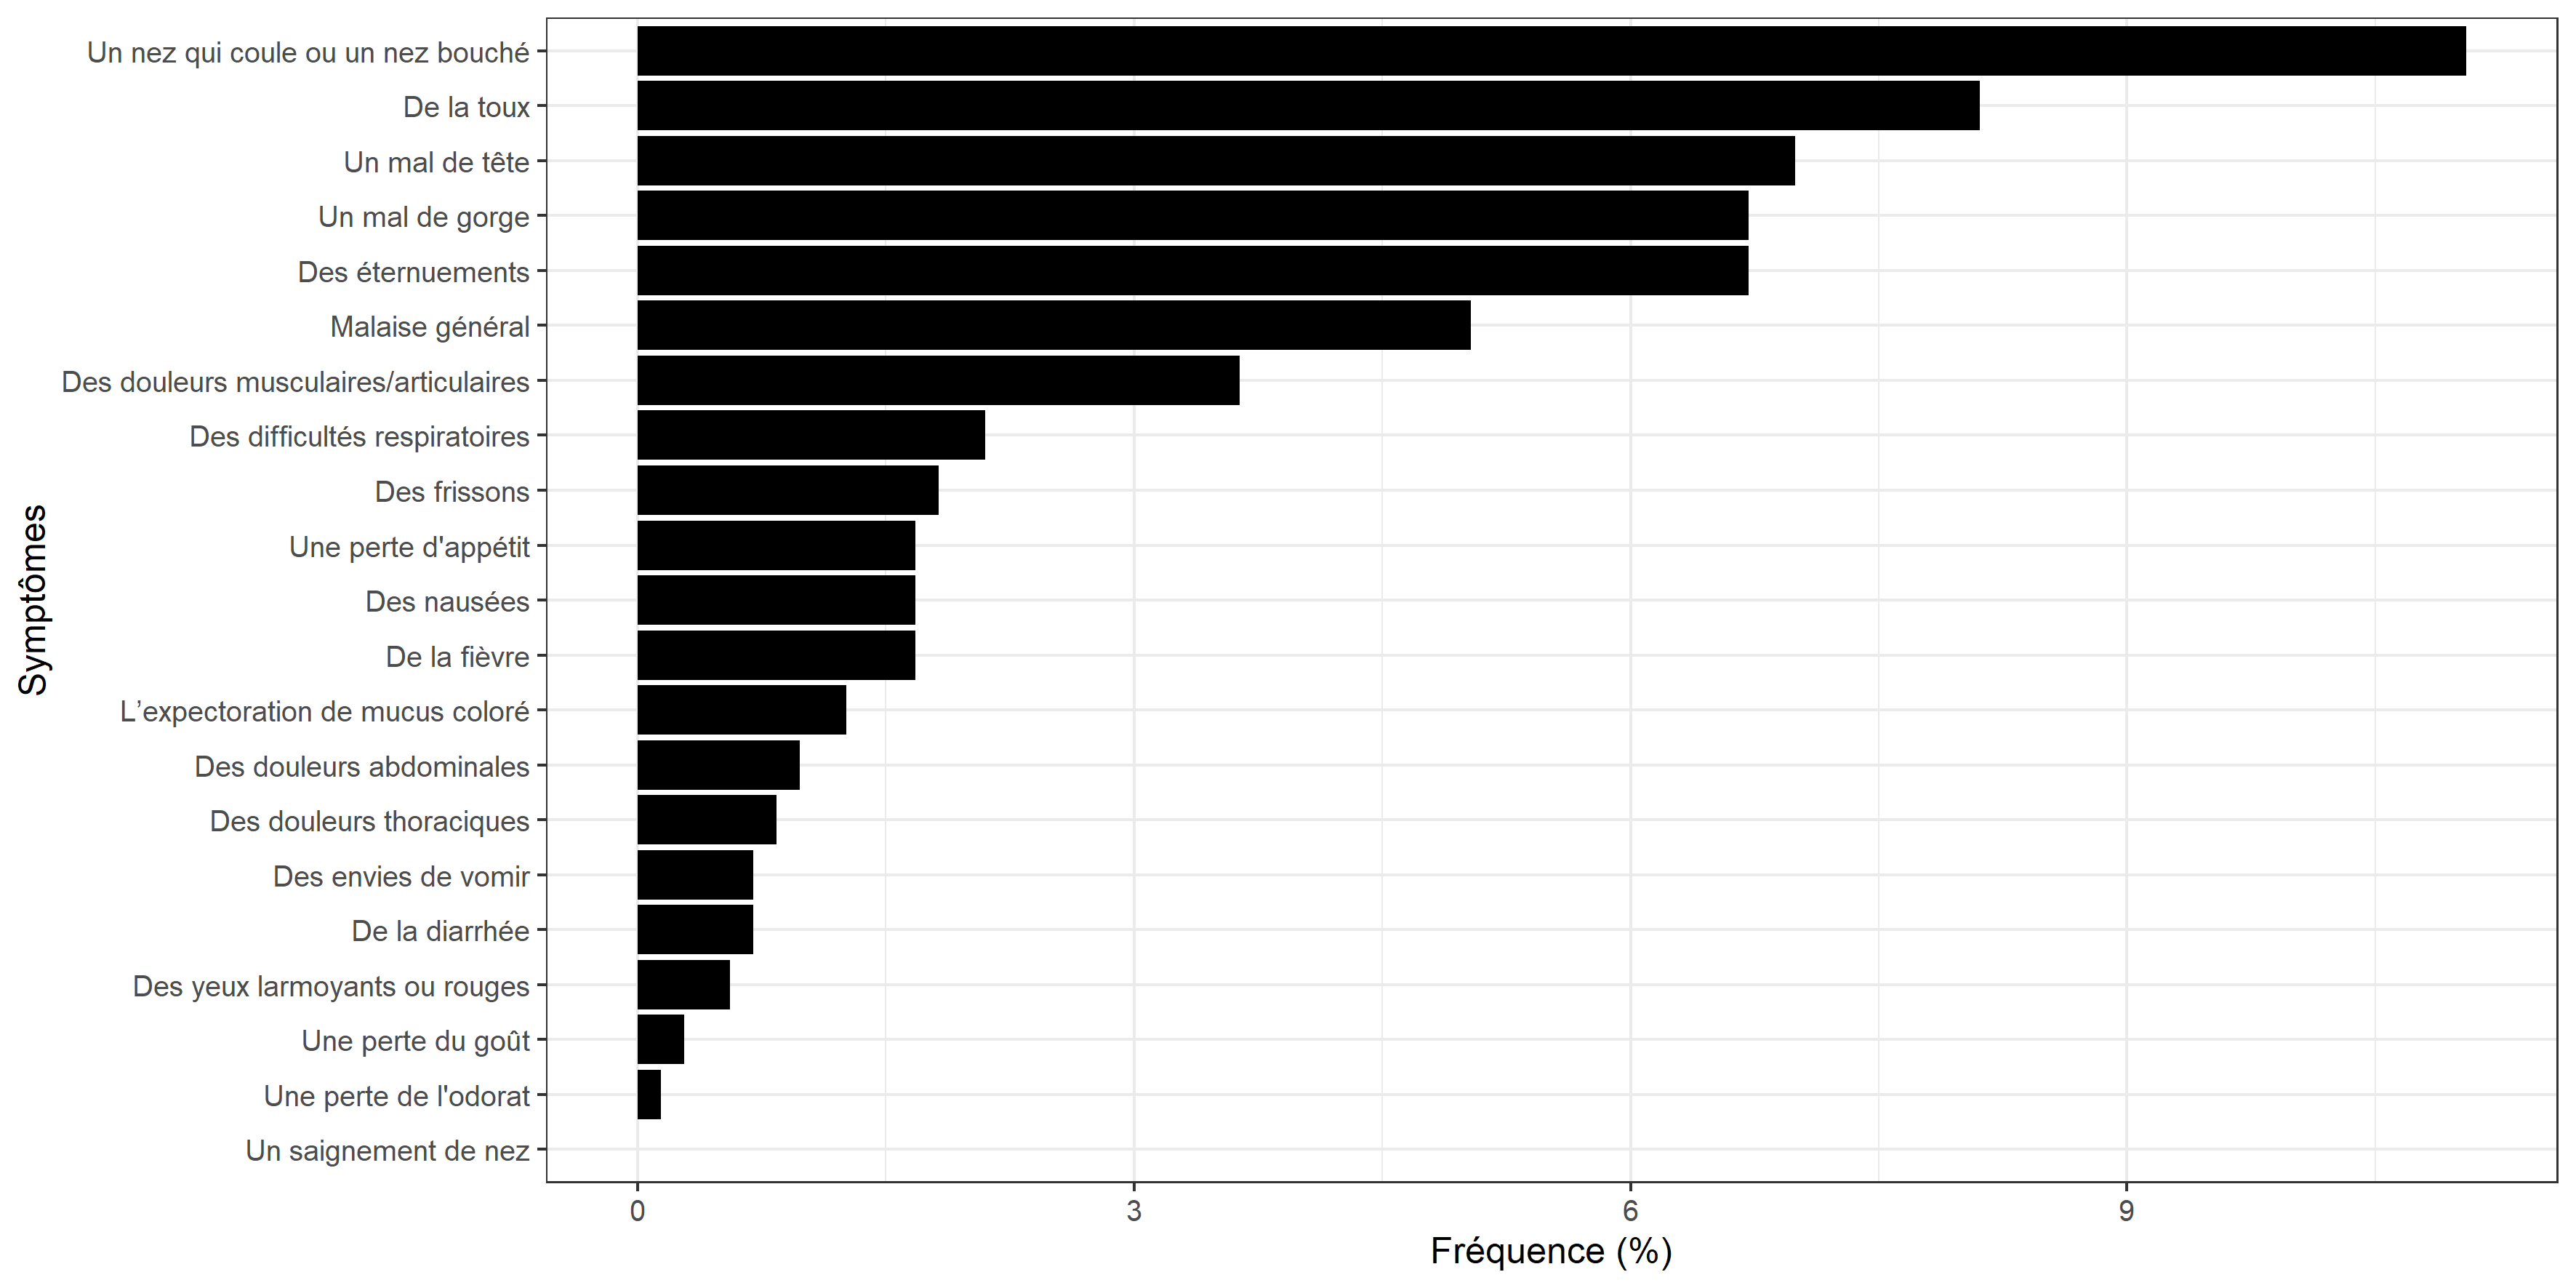 Un nez qui coule ou un nez bouché
De la toux
Un mal de tête
Un mal de gorge
Des éternuements
Malaise général
Des douleurs musculaires/articulaires
Des difficultés respiratoires
Des frissons
Une perte d'appétit
Des nausées
De la fièvre
L’expectoration de mucus coloré
Des douleurs abdominales
Des douleurs thoraciques
Des envies de vomir
De la diarrhée
Des yeux larmoyants ou rouges
Une perte du goût
Une perte de l'odorat
Un saignement de nez
Symptômes
0 3 6 9
Fréquence (%)